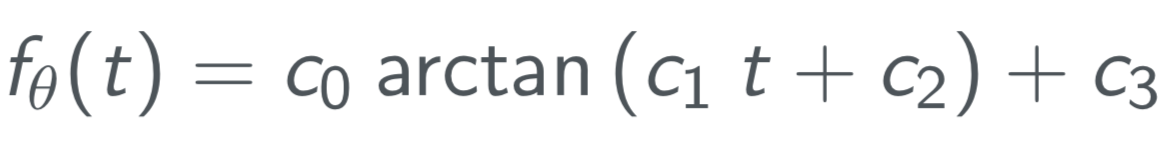 f_θ(t) = c_0 arctan (c_1 t + c_2) + c_3